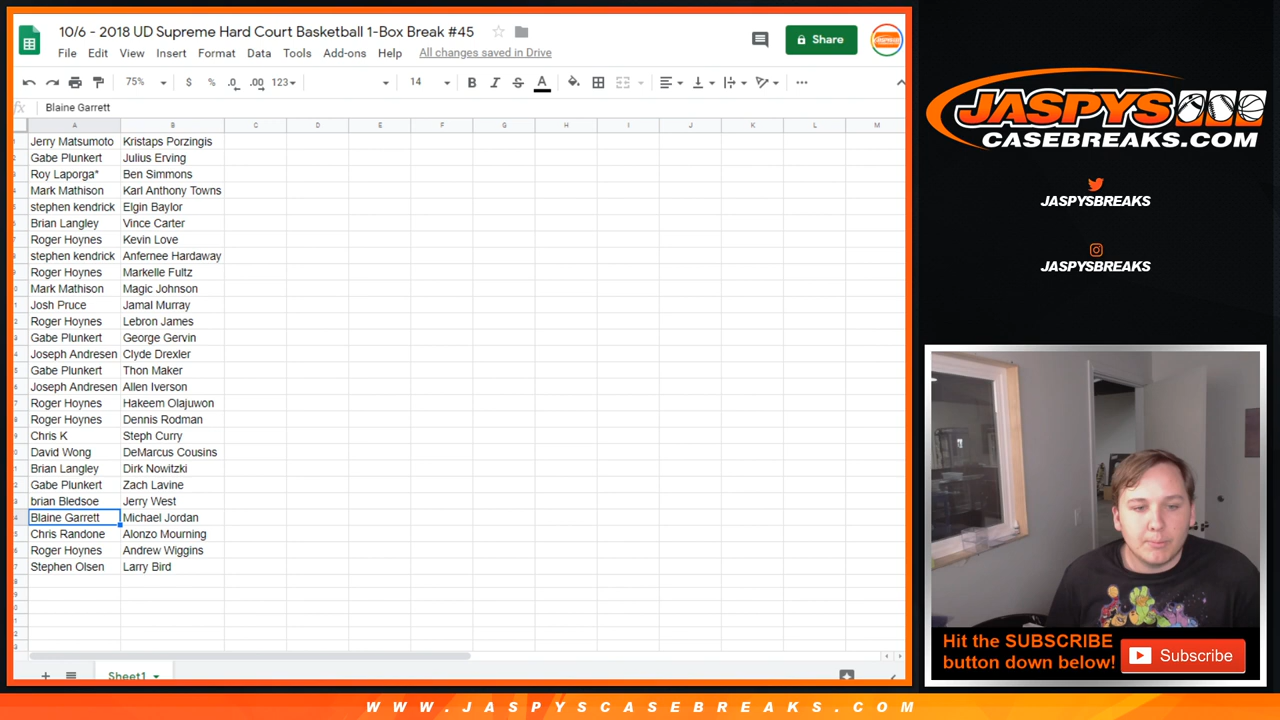 10/6 - 2018 UD Supreme Hard Court Basketball 1-Box Break #45
File Edit View Insert Format Data Tools Add-ons Help All changes saved in Drive
Share
75% $ % .0 .00 123 14 B I S A
fx Blaine Garrett
A B C D E F G H I J K L M
Jerry Matsumoto Kristaps Porzingis
Gabe Plunkert Julius Erving
Roy Laporga* Ben Simmons
Mark Mathison Karl Anthony Towns
stephen kendrick Elgin Baylor
Brian Langley Vince Carter
Roger Hoynes Kevin Love
stephen kendrick Anfernee Hardaway
Roger Hoynes Markelle Fultz
Mark Mathison Magic Johnson
Josh Pruce Jamal Murray
Roger Hoynes Lebron James
Gabe Plunkert George Gervin
Joseph Andresen Clyde Drexler
Gabe Plunkert Thon Maker
Joseph Andresen Allen Iverson
Roger Hoynes Hakeem Olajuwon
Roger Hoynes Dennis Rodman
Chris K Steph Curry
David Wong DeMarcus Cousins
Brian Langley Dirk Nowitzki
Gabe Plunkert Zach Lavine
brian Bledsoe Jerry West
Blaine Garrett Michael Jordan
Chris Randone Alonzo Mourning
Roger Hoynes Andrew Wiggins
Stephen Olsen Larry Bird
Sheet1
JASPYS
CASEBREAKS.COM
JASPYSBREAKS
JASPYSBREAKS
Hit the SUBSCRIBE
button down below!
Subscribe
WWW.JASPYSCASEBREAKS.COM